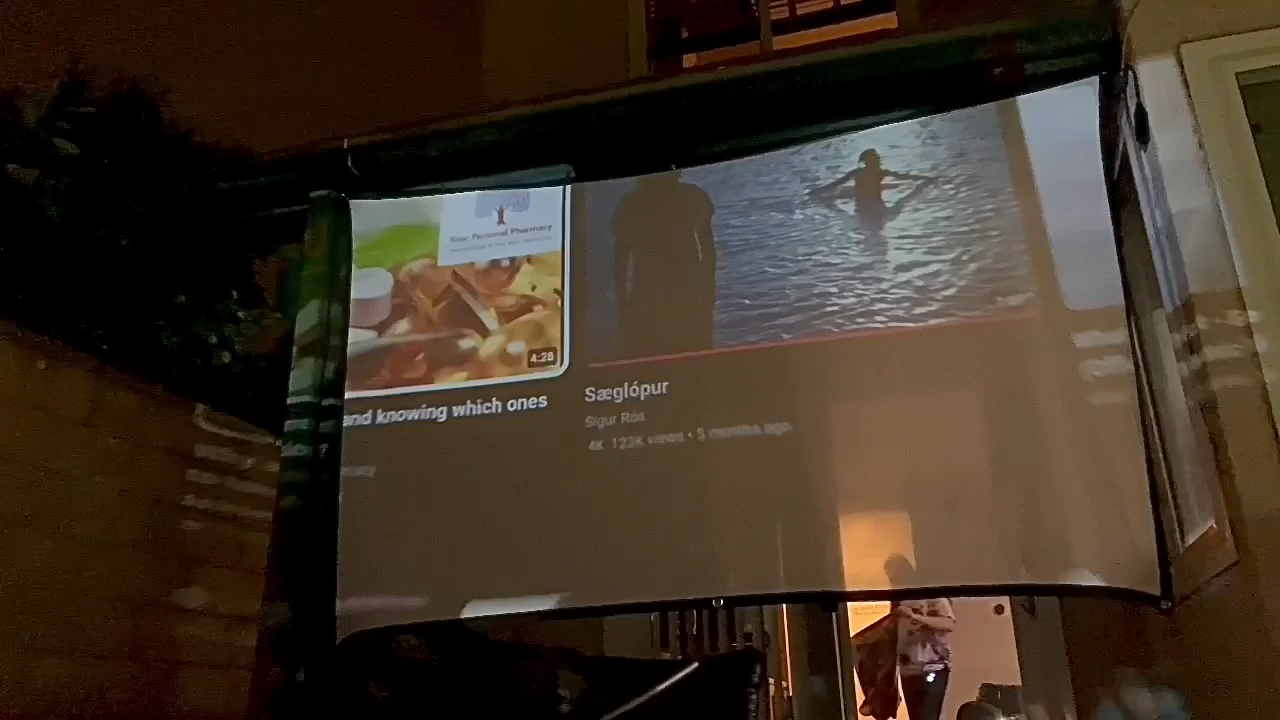 Your Personal Pharmacy
4:28
and knowing which ones
Sæglópur
Sigur Rós
4K 123K views • 5 months ago